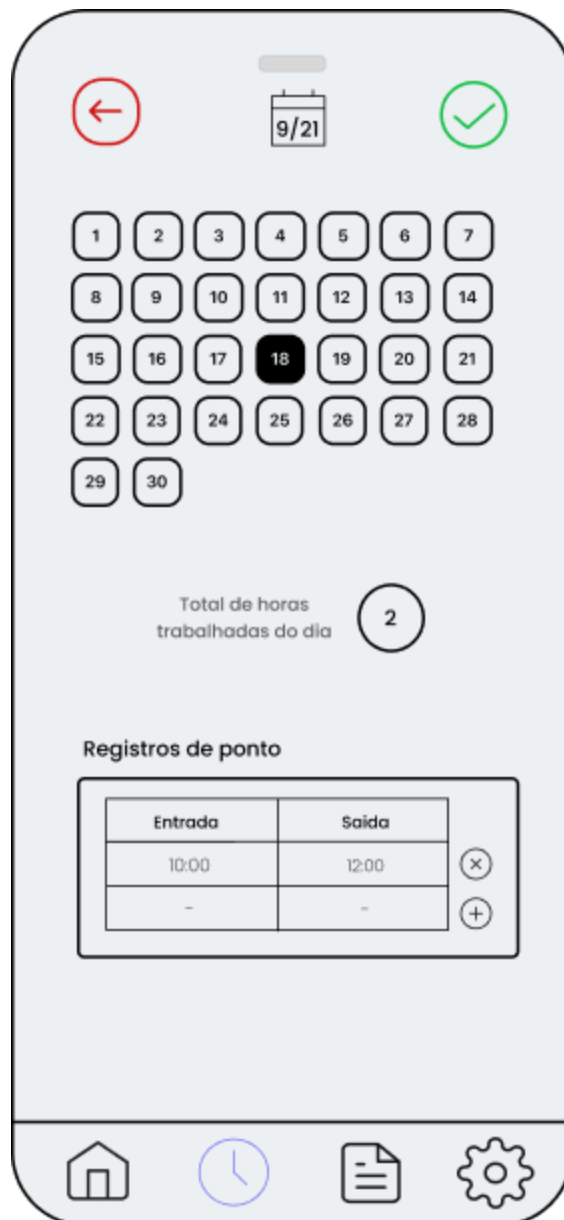 9/21
1 2 3 4 5 6 7
8 9 10 11 12 13 14
15 16 17 18 19 20 21
22 23 24 25 26 27 28
29 30
Total de horas
trabalhadas do dia
2
Registros de ponto
Entrada Saída
10:00 12:00
- -